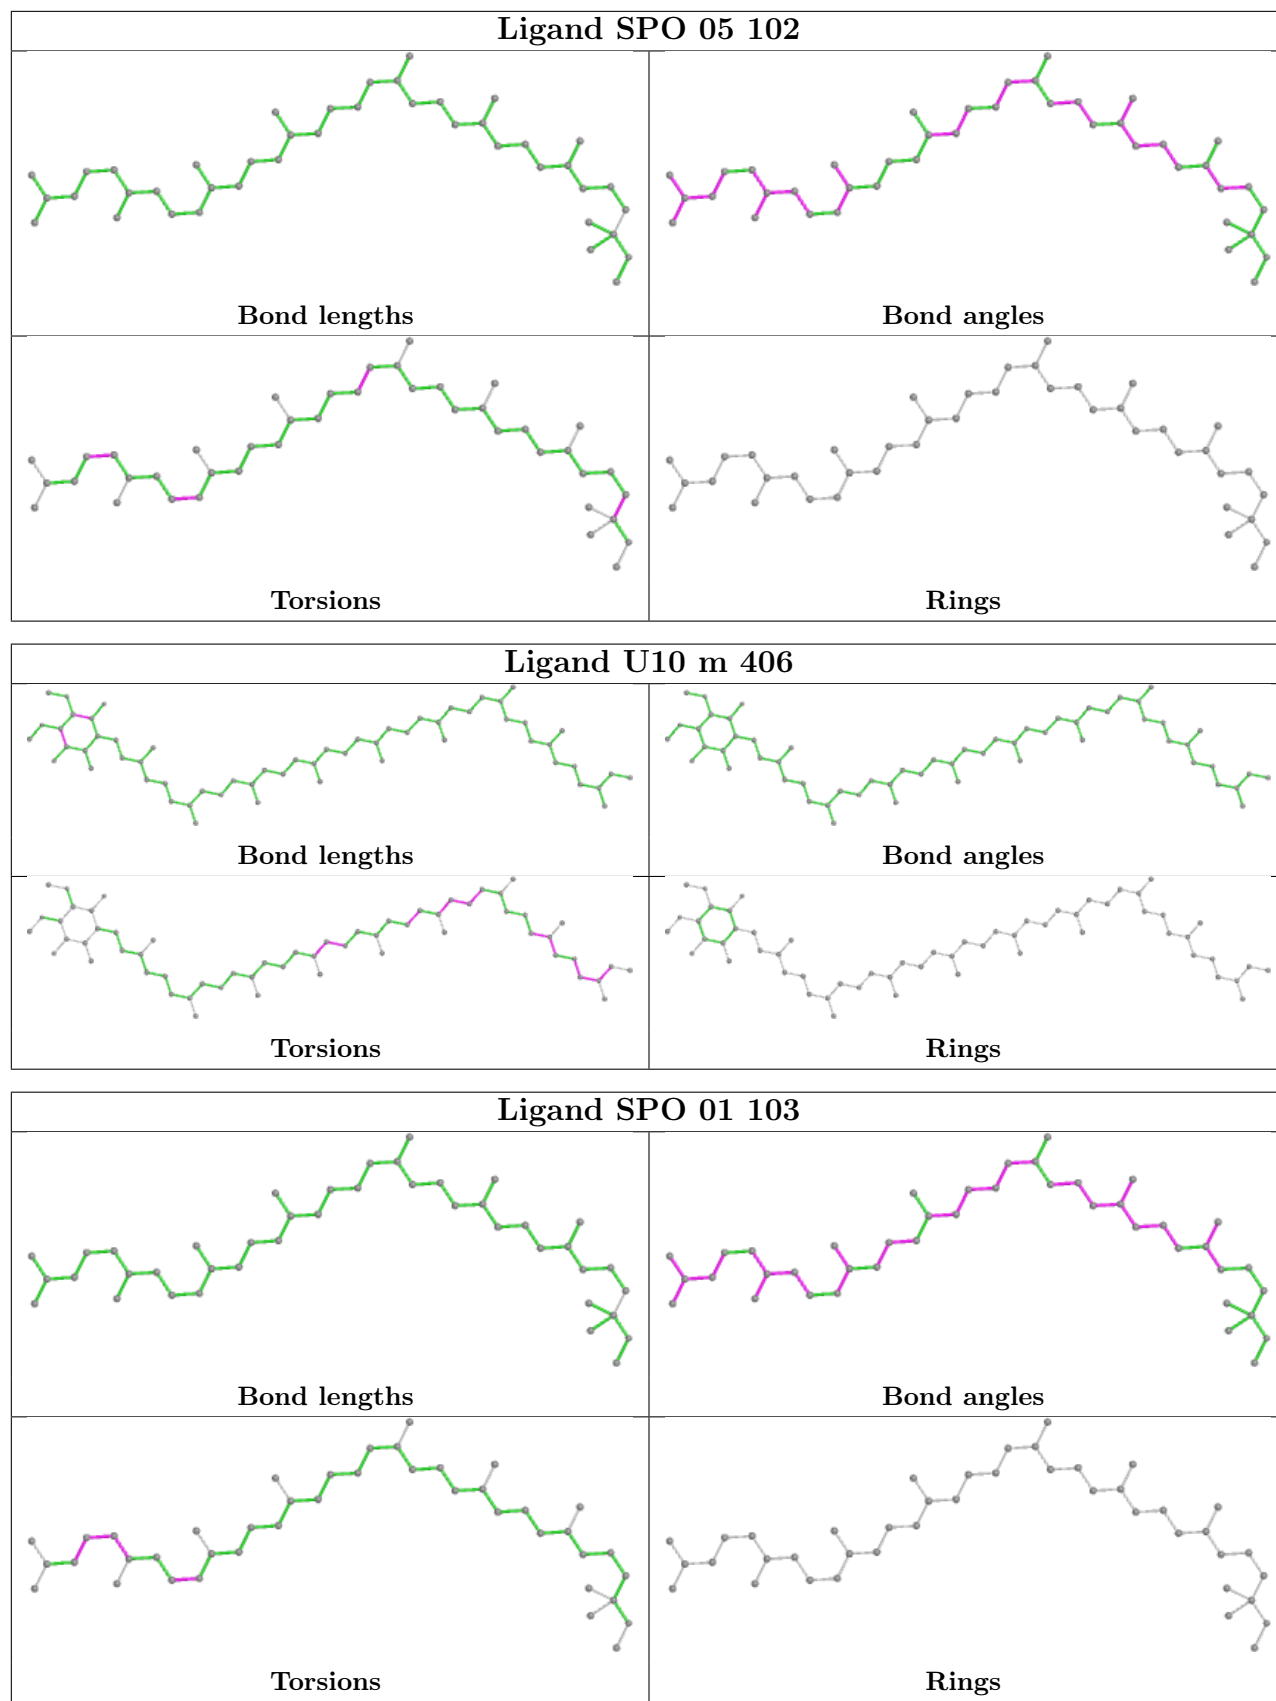 Ligand SPO 05 102
Bond lengths
Bond angles
Torsions
Rings
Ligand U10 m 406
Bond lengths
Bond angles
Torsions
Rings
Ligand SPO 01 103
Bond lengths
Bond angles
Torsions
Rings